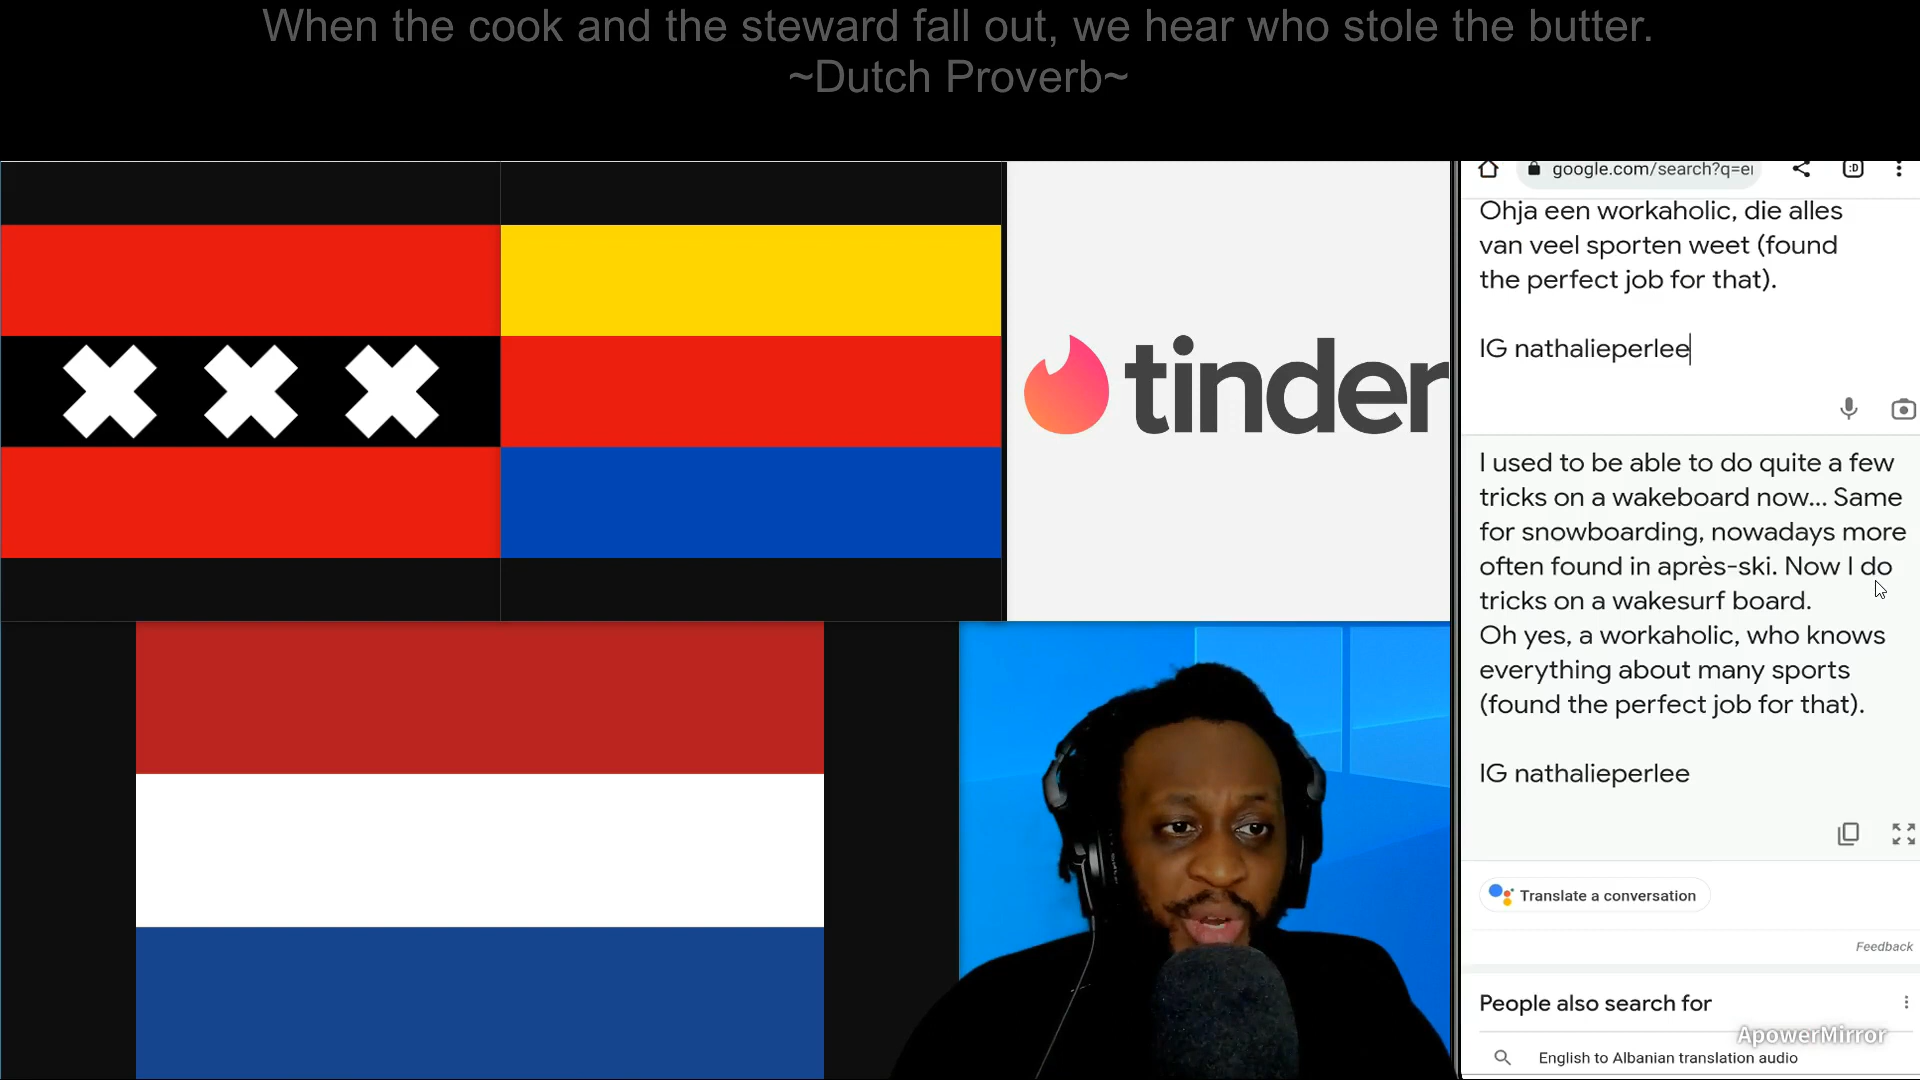 When the cook and the steward fall out, we hear who stole the butter.
~Dutch Proverb~
tinder
google.com/search?q=e
Ohja een workaholic, die alles
van veel sporten weet (found
the perfect job for that).
IG nathalieperlee
I used to be able to do quite a few
tricks on a wakeboard now... Same
for snowboarding, nowadays more
often found in après-ski. Now I do
tricks on a wakesurf board.
Oh yes, a workaholic, who knows
everything about many sports
(found the perfect job for that).
IG nathalieperlee
Translate a conversation
Feedback
People also search for
ApowerMirror
English to Albanian translation audio